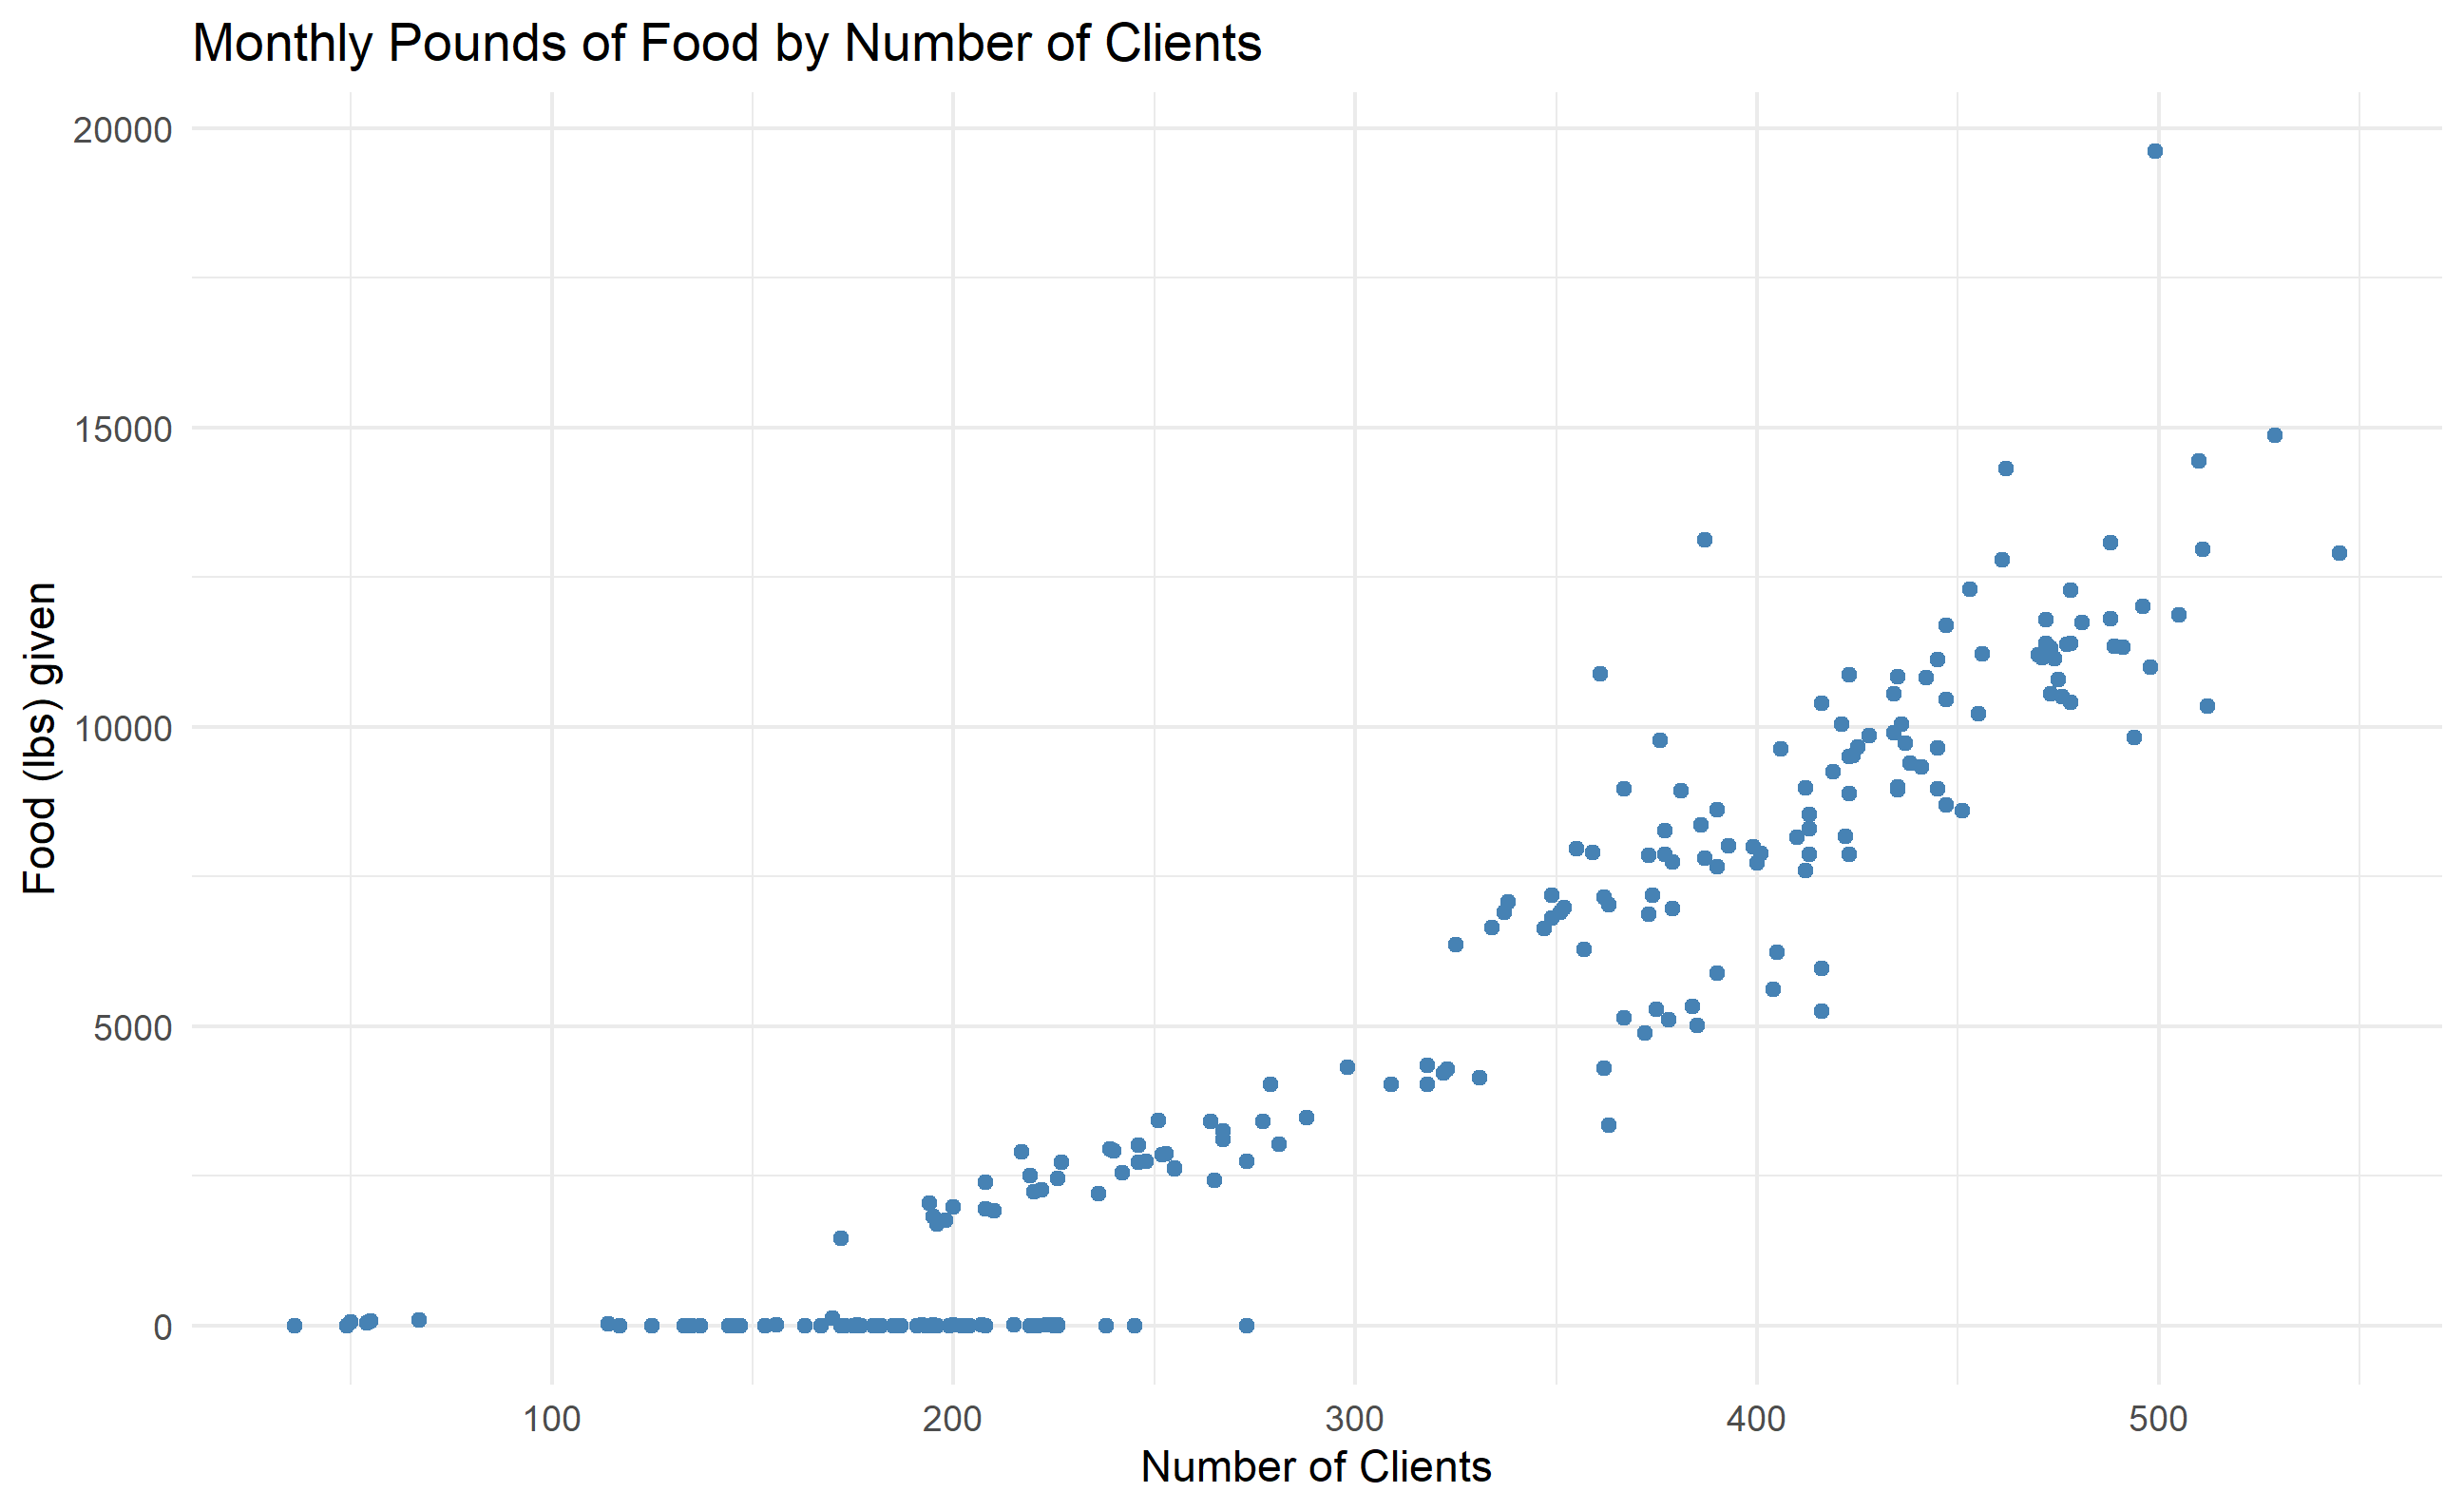 Monthly Pounds of Food by Number of Clients
20000
15000
10000
5000
0
Food (lbs) given
100 200 300 400 500
Number of Clients